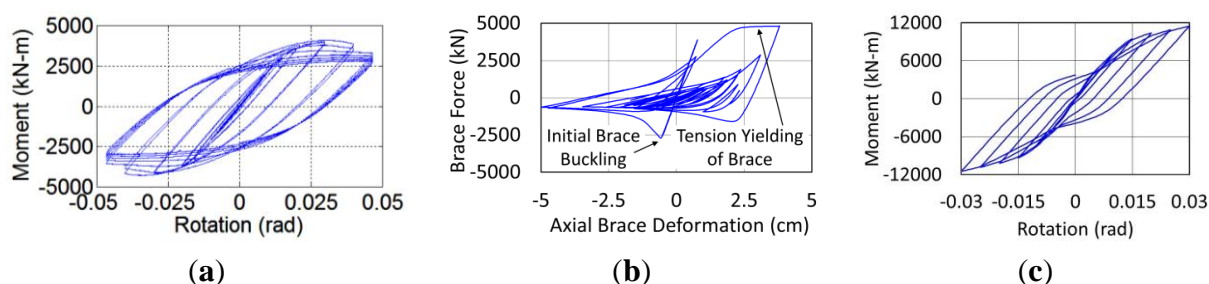 5000
2500
0
-2500
-5000
-0.05 -0.025 0 0.025 0.05
Moment (kN-m)
Rotation (rad)
(a)
5000
2500
0
-2500
-5000
-5 -2.5 0 2.5 5
Brace Force (kN)
Initial Brace
Buckling
Tension Yielding
of Brace
Axial Brace Deformation (cm)
(b)
12000
6000
0
-6000
-12000
-0.03 -0.015 0 0.015 0.03
Moment (kN-m)
Rotation (rad)
(c)